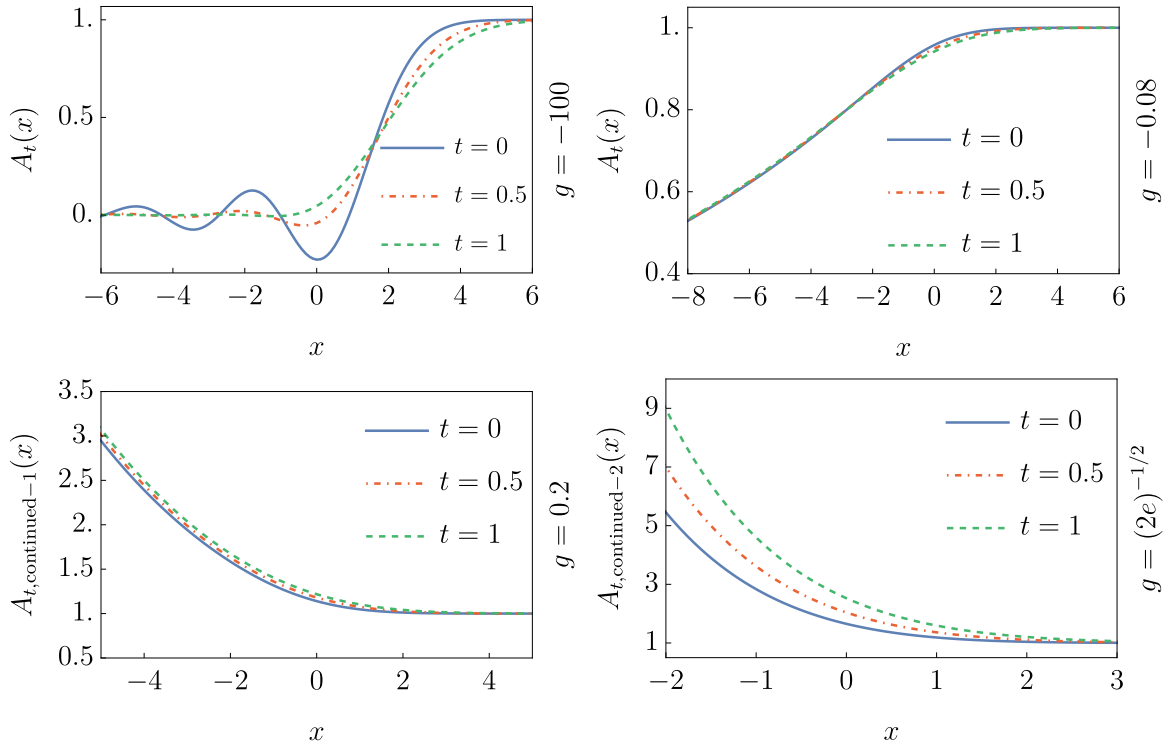 A_t(x)
1.
0.5
0.
−6
−4
−2
0
2
4
6
x
t = 0
t = 0.5
t = 1
g = −100
A_t(x)
1.
0.8
0.6
0.4
−8
−6
−4
−2
0
2
4
6
x
t = 0
t = 0.5
t = 1
g = −0.08
A_{t,continued−1}(x)
3.5
3.
2.5
2.
1.5
1.
0.5
−4
−2
0
2
4
x
t = 0
t = 0.5
t = 1
g = 0.2
A_{t,continued−2}(x)
9
7
5
3
1
−2
−1
0
1
2
3
x
t = 0
t = 0.5
t = 1
g = (2e)^{−1/2}